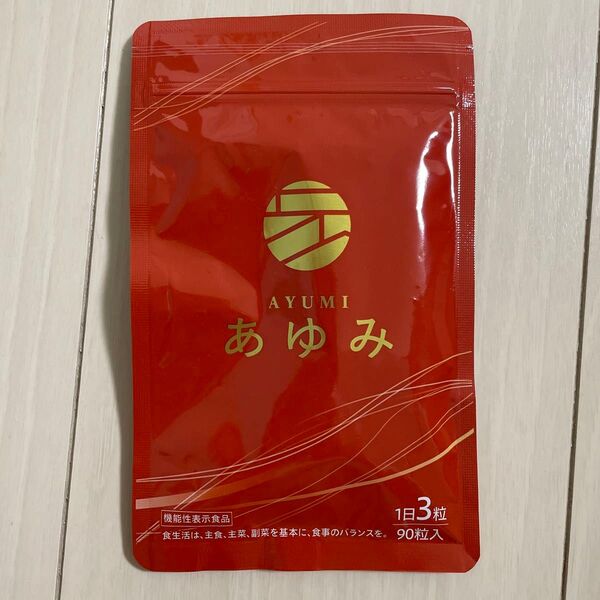 AYUMI
あゆみ
機能性表示食品
1日3粒
食生活は、主食、主菜、副菜を基本に、食事のバランスを。
90粒入